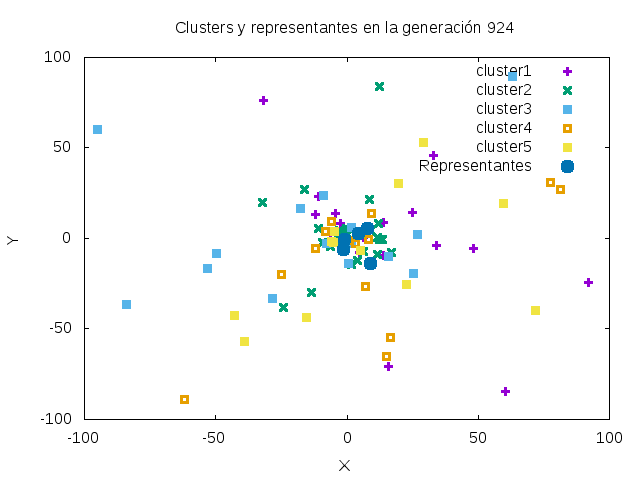 Clusters y representantes en la generación 924
100
50
0
-50
-100
Y
cluster1
cluster2
cluster3
cluster4
cluster5
Representantes
-100 -50 0 50 100
X